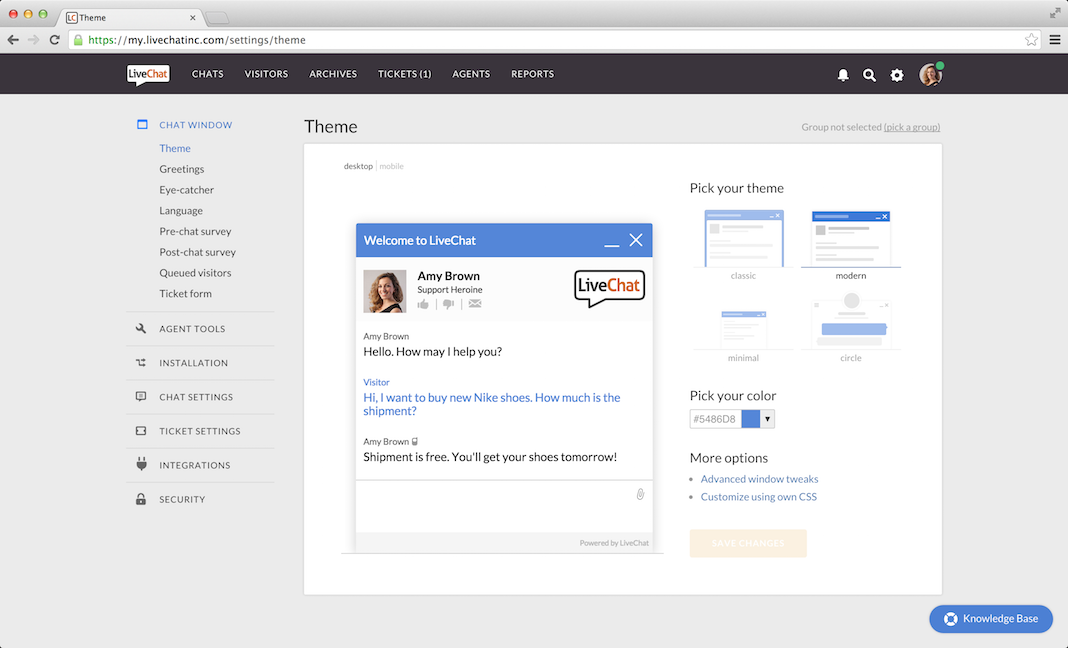 LC Theme
https://my.livechatinc.com/settings/theme
LiveChat CHATS VISITORS ARCHIVES TICKETS (1) AGENTS REPORTS
CHAT WINDOW
Theme
Greetings
Eye-catcher
Language
Pre-chat survey
Post-chat survey
Queued visitors
Ticket form
AGENT TOOLS
INSTALLATION
CHAT SETTINGS
TICKET SETTINGS
INTEGRATIONS
SECURITY
Theme
Group not selected (pick a group)
desktop mobile
Welcome to LiveChat
Amy Brown
Support Heroine
LiveChat
Amy Brown
Hello. How may I help you?
Visitor
Hi, I want to buy new Nike shoes. How much is the
shipment?
Amy Brown
Shipment is free. You'll get your shoes tomorrow!
Powered by LiveChat
Pick your theme
classic
modern
minimal
circle
Pick your color
#5486D8
More options
Advanced window tweaks
Customize using own CSS
SAVE CHANGES
Knowledge Base